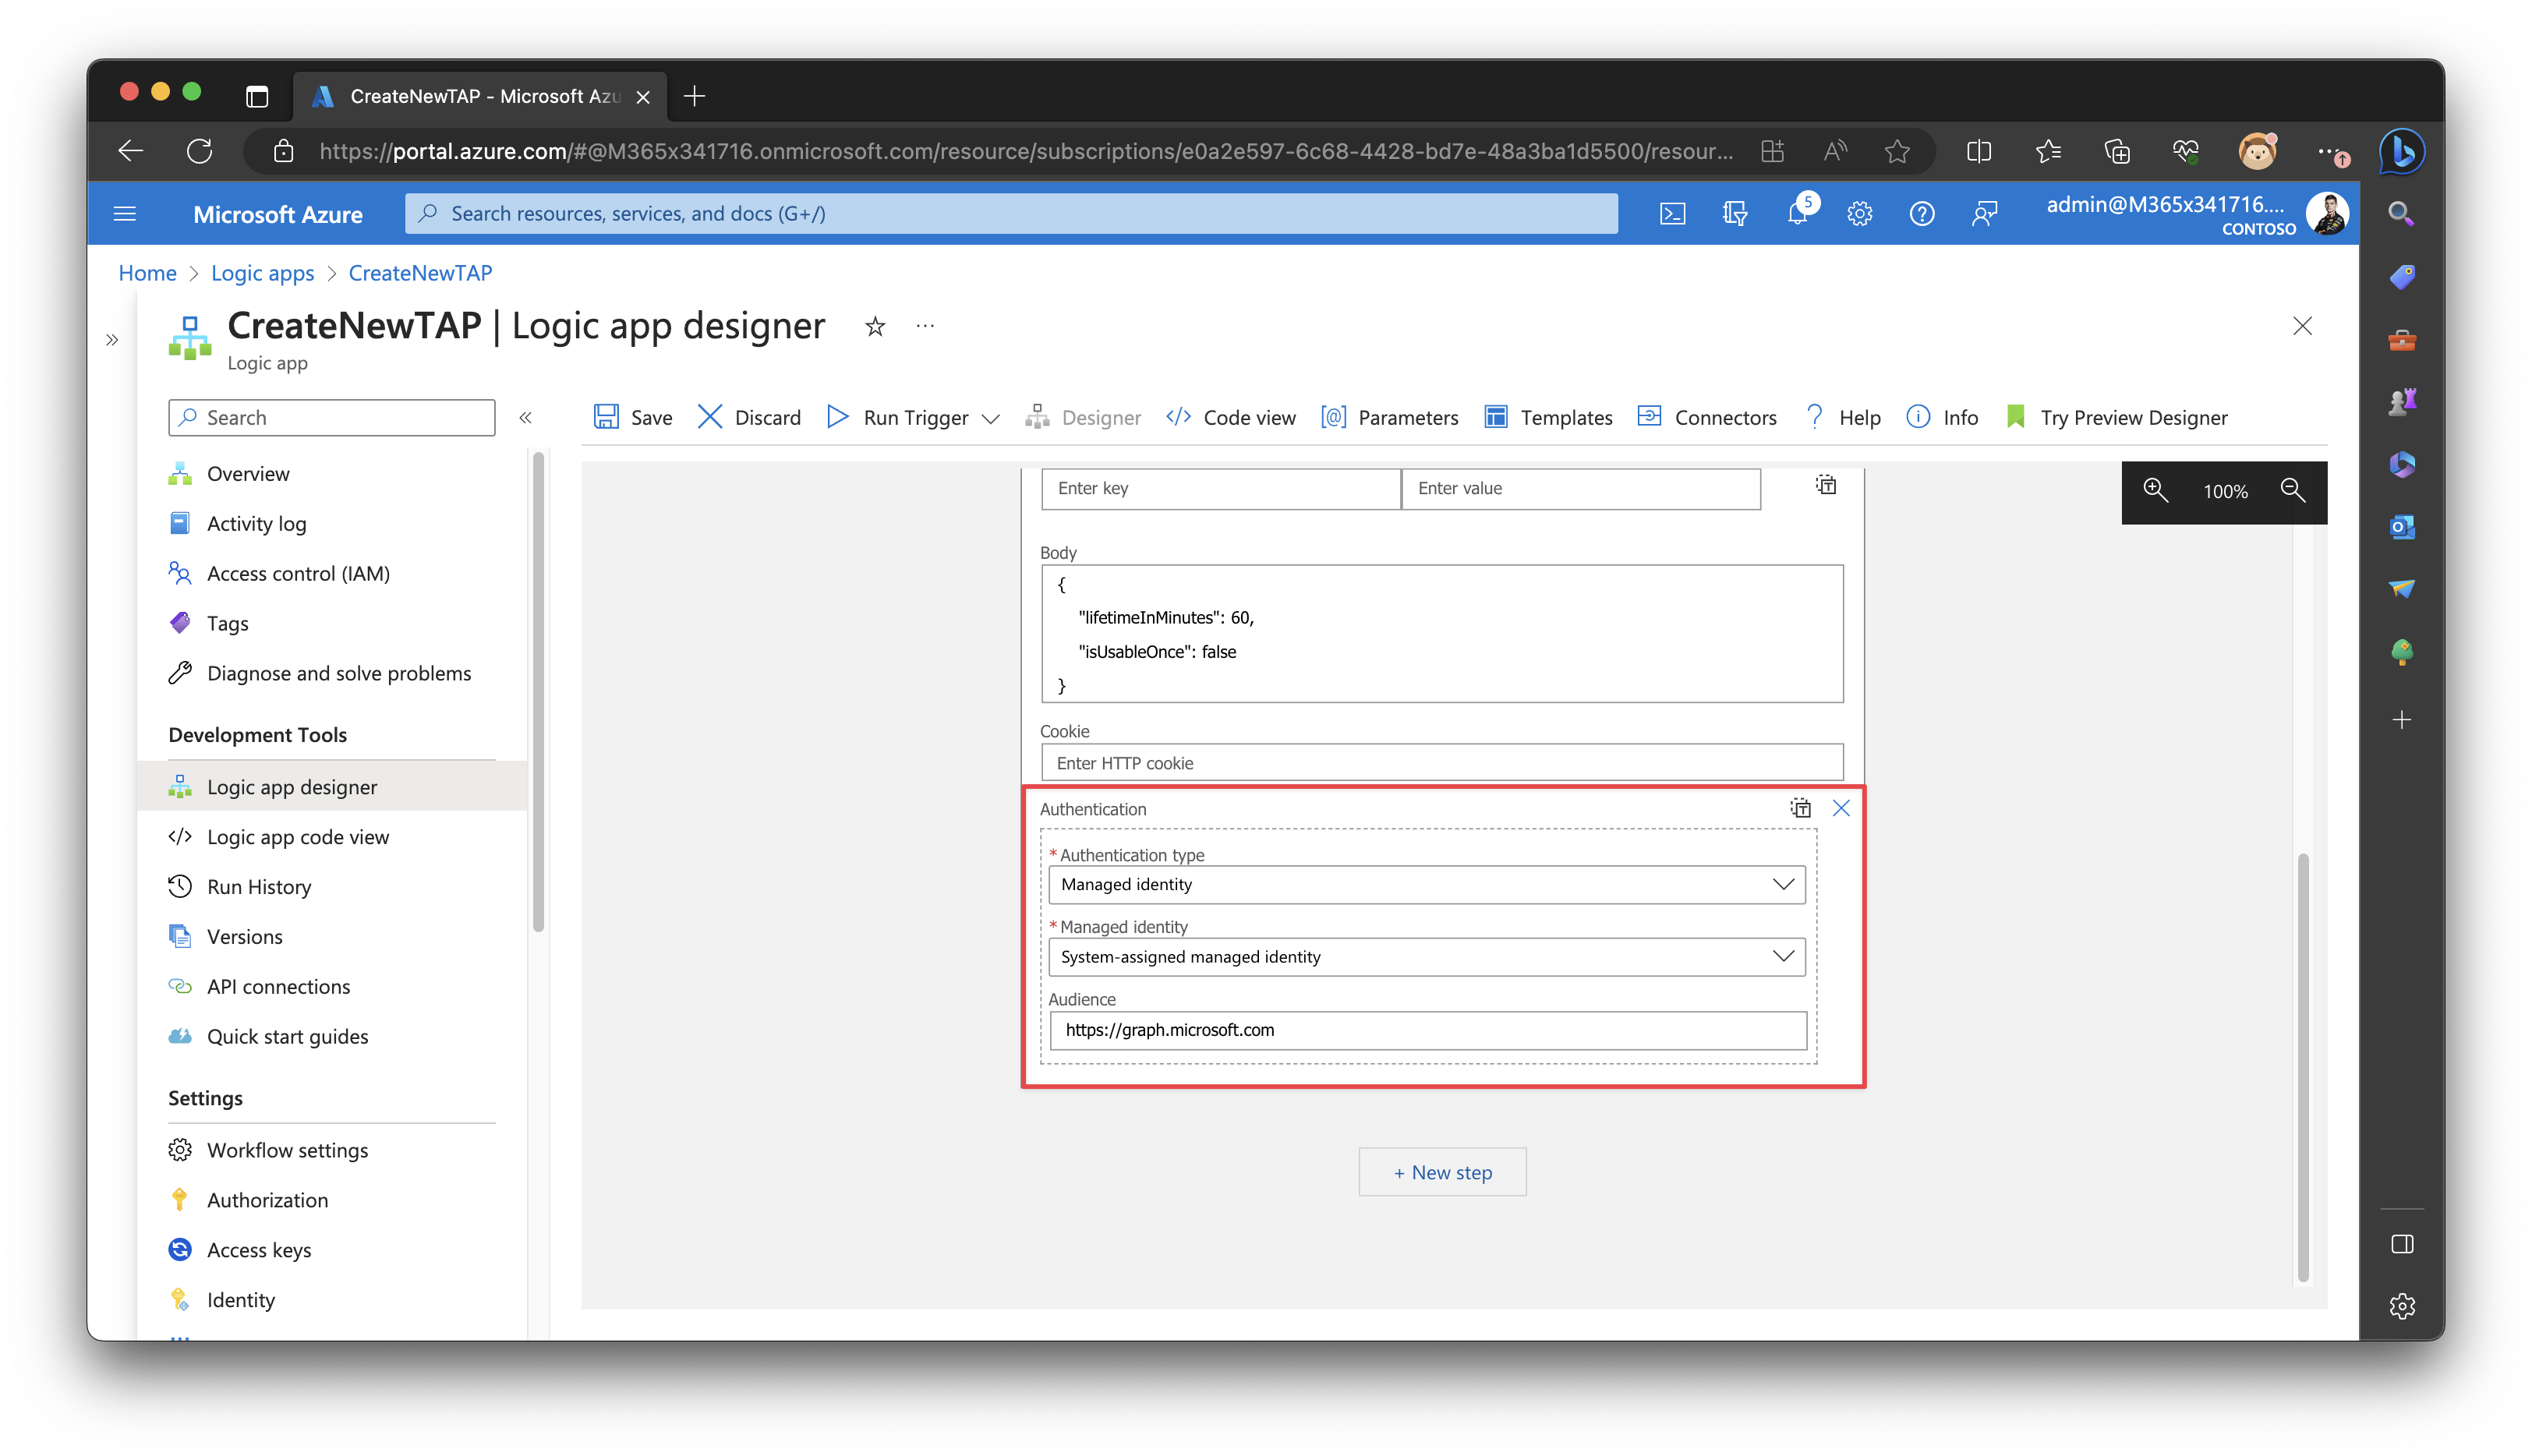 CreateNewTAP - Microsoft Azu
https://portal.azure.com/#@M365x341716.onmicrosoft.com/resource/subscriptions/e0a2e597-6c68-4428-bd7e-48a3ba1d5500/resour...
Microsoft Azure
Search resources, services, and docs (G+/)
5
admin@M365x341716....
CONTOSO
Home > Logic apps > CreateNewTAP
CreateNewTAP | Logic app designer
Logic app
Search
Save
Discard
Run Trigger
Designer
Code view
Parameters
Templates
Connectors
Help
Info
Try Preview Designer
Overview
Activity log
Access control (IAM)
Tags
Diagnose and solve problems
Development Tools
Logic app designer
Logic app code view
Run History
Versions
API connections
Quick start guides
Settings
Workflow settings
Authorization
Access keys
Identity
Enter key
Enter value
100%
Body
{
"lifetimeInMinutes": 60,
"isUsableOnce": false
}
Cookie
Enter HTTP cookie
Authentication
* Authentication type
Managed identity
* Managed identity
System-assigned managed identity
Audience
https://graph.microsoft.com
+ New step